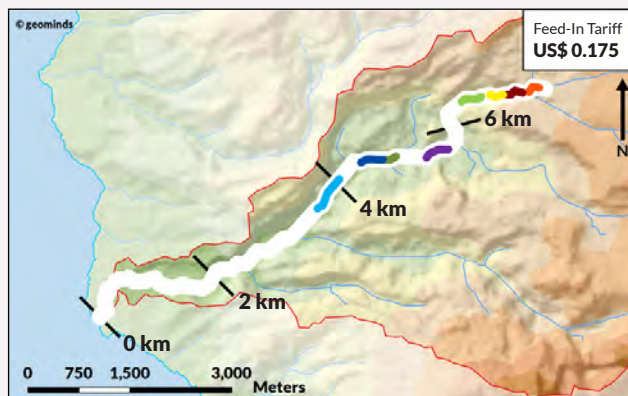 © geominds
Feed-In Tariff
US$ 0.175
6 km
N
4 km
2 km
0 km
0 750 1,500 3,000
Meters